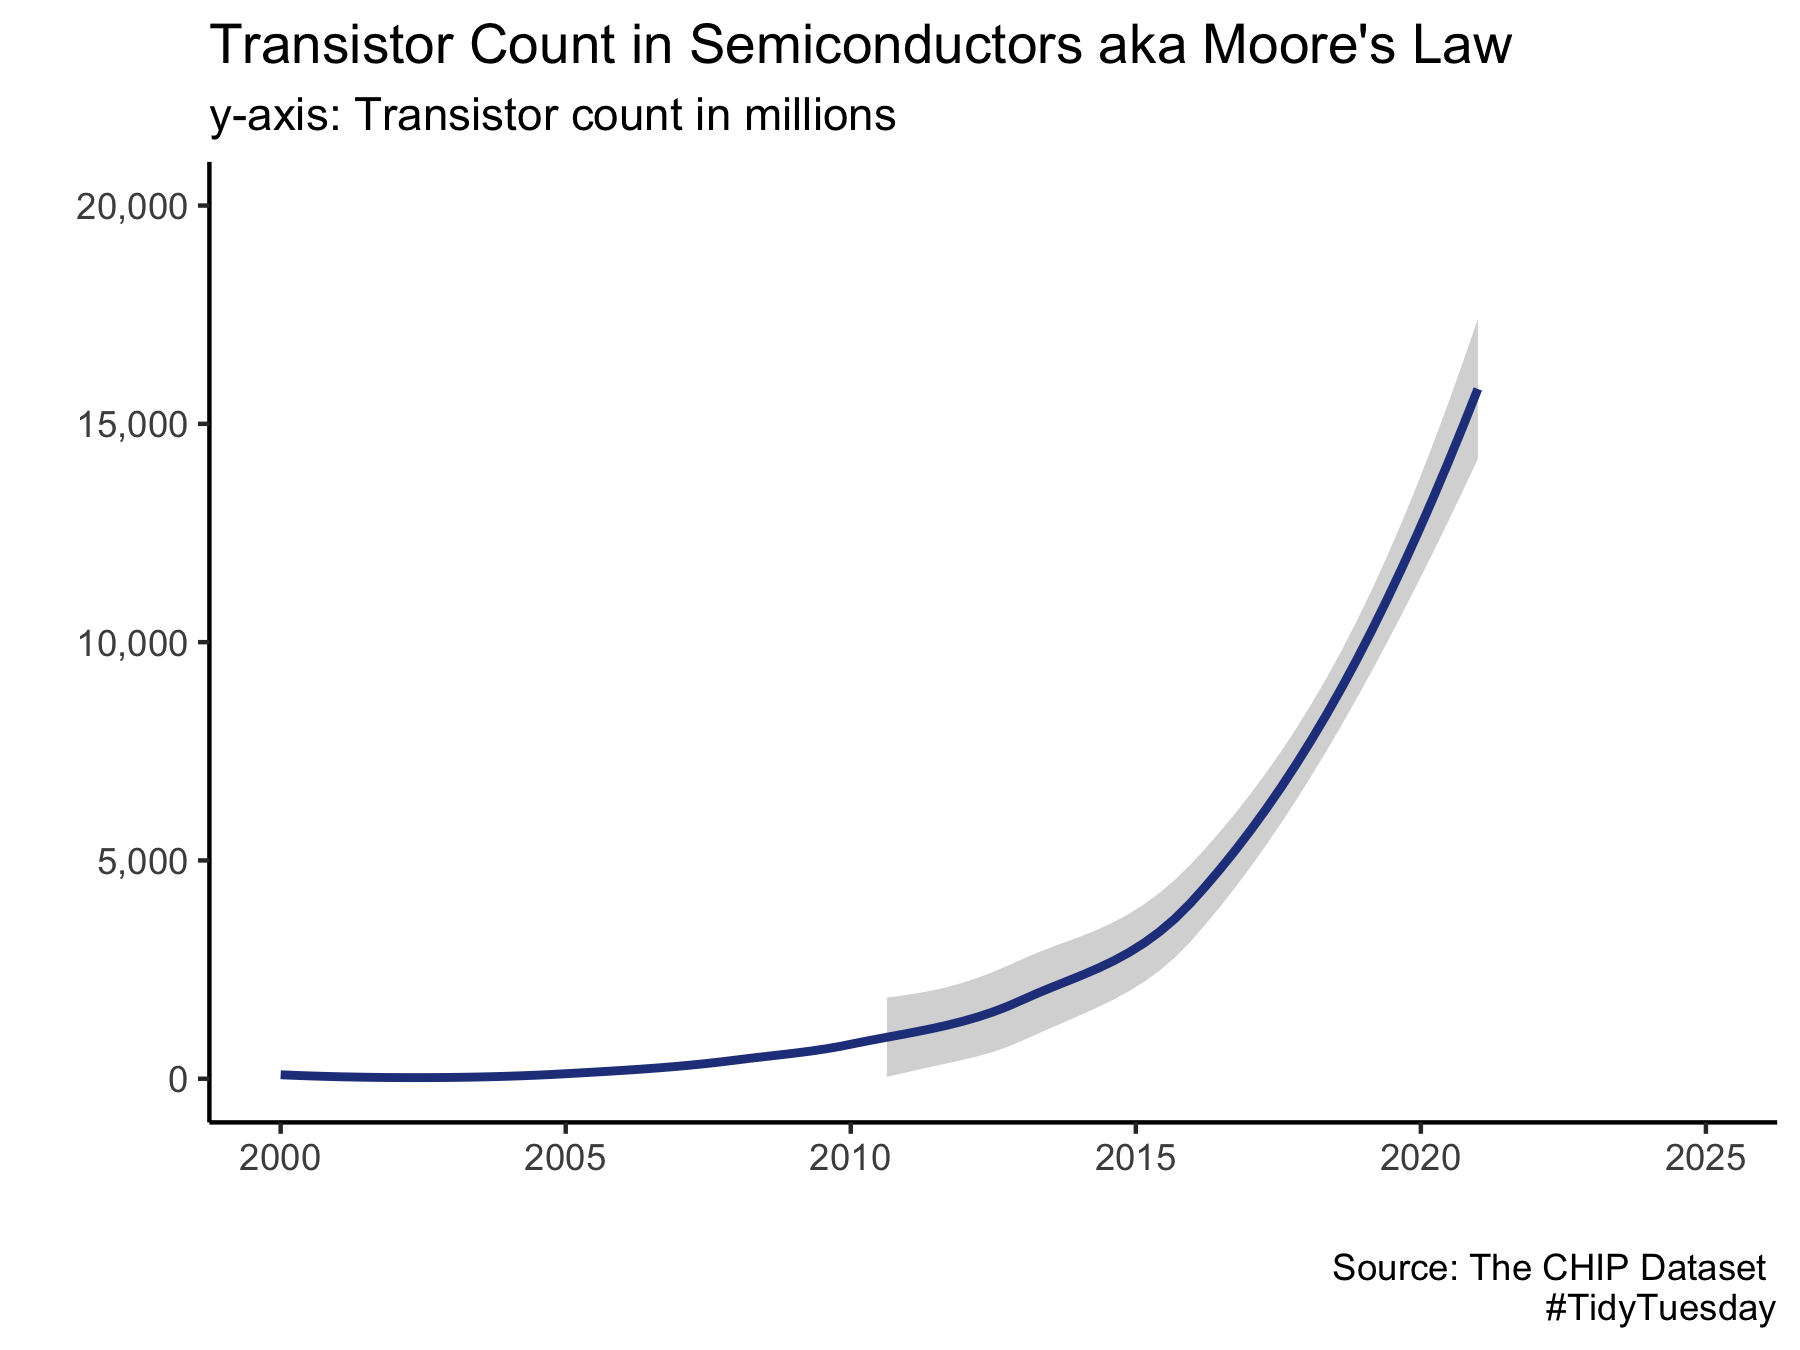 Transistor Count in Semiconductors aka Moore's Law
y-axis: Transistor count in millions
20,000
15,000
10,000
5,000
0
2000 2005 2010 2015 2020 2025
Source: The CHIP Dataset
#TidyTuesday